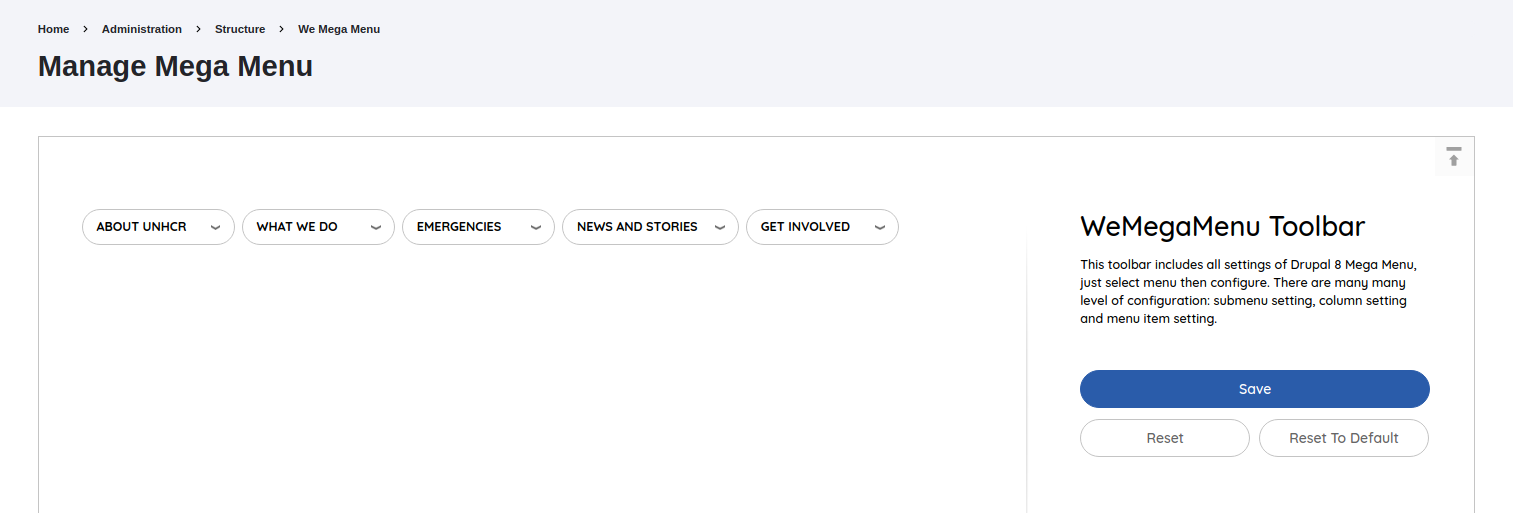 Home > Administration > Structure > We Mega Menu
Manage Mega Menu
ABOUT UNHCR
WHAT WE DO
EMERGENCIES
NEWS AND STORIES
GET INVOLVED
WeMegaMenu Toolbar
This toolbar includes all settings of Drupal 8 Mega Menu,
just select menu then configure. There are many many
level of configuration: submenu setting, column setting
and menu item setting.
Save
Reset
Reset To Default